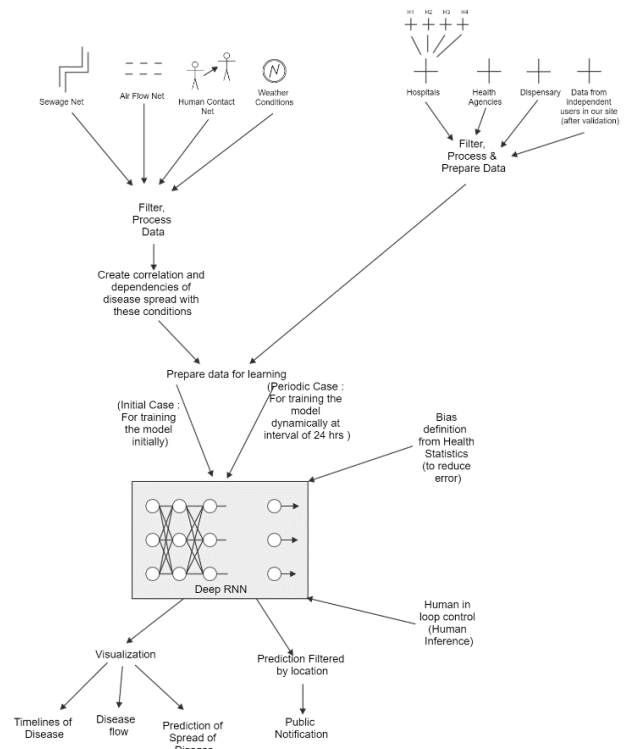 H1 H2 H3 H4
Sewage Net
Air Flow Net
Human Contact
Net
N
Weather
Conditions
Hospitals
Health
Agencies
Dispensary
Data from
Independent
users in our site
(after validation)
Filter,
Process &
Prepare Data
Filter,
Process
Data
Create correlation and
dependencies of
disease spread with
these conditions
Prepare data for learning
(Initial Case :
For training
the model
initially)
(Periodic Case :
For training the
model
dynamically at
interval of 24 hrs )
Bias
definition
from Health
Statistics
(to reduce
error)
Deep RNN
Human in
loop control
(Human
Inference)
Visualization
Prediction Filtered
by location
Timelines of
Disease
Disease
flow
Prediction of
Spread of
Disease
Public
Notification